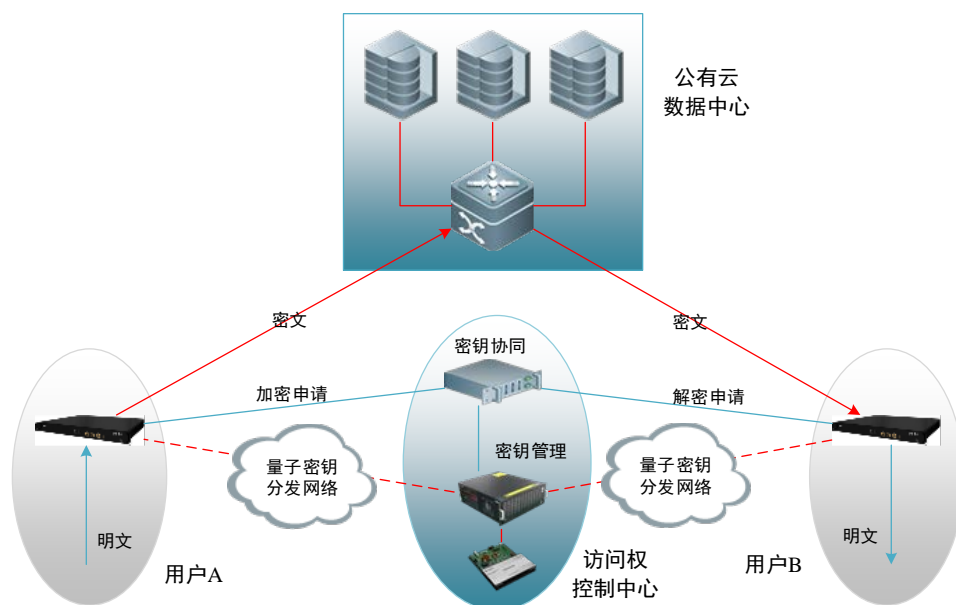 公有云
数据中心
密文
密文
密钥协同
加密申请
解密申请
量子密钥
分发网络
密钥管理
量子密钥
分发网络
明文
明文
用户A
访问权
控制中心
用户B